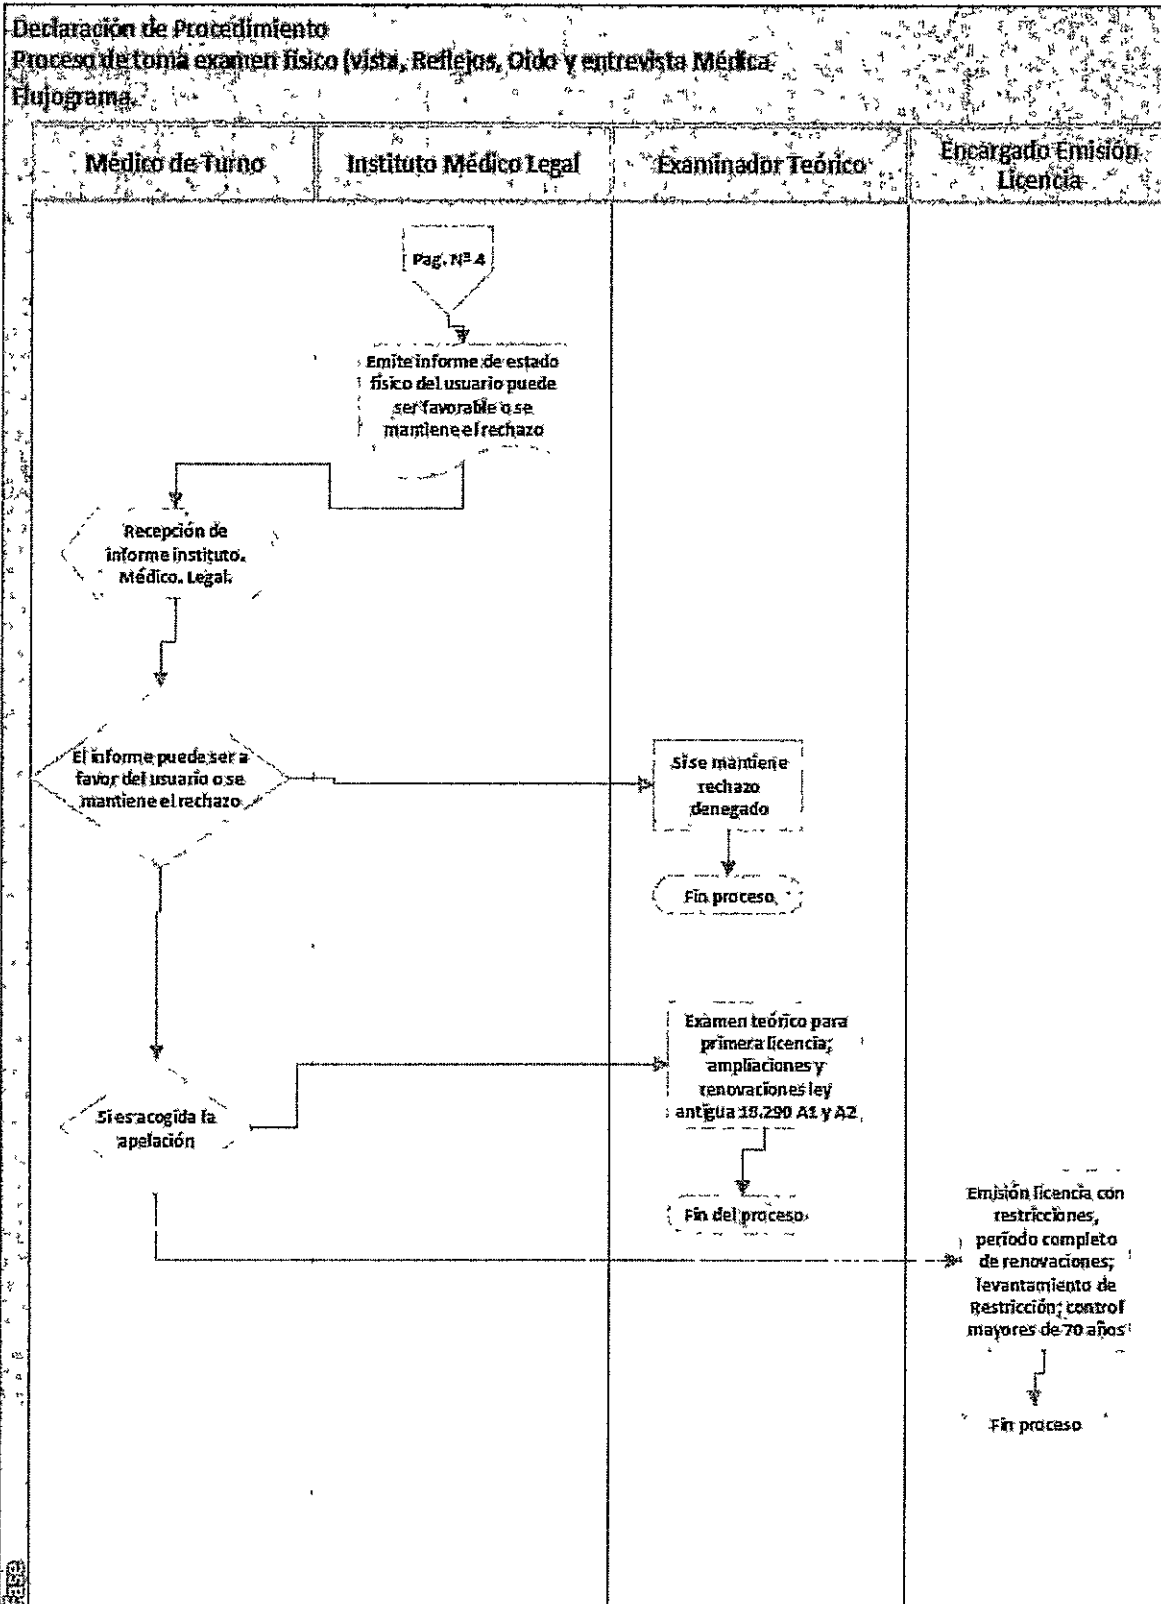 Declaración de Procedimiento
Proceso de toma examen físico (vista, Reflejos, Oído y entrevista Médica.
Flujograma.
Médico de Turno
Instituto Médico Legal
Examinador Teórico
Encargado Emisión
Licencia
Pag. Nº 4
Emite informe de estado
físico del usuario puede
ser favorable o se
mantiene el rechazo
Recepción de
informe instituto.
Médico. Legal.
El informe puede ser a
favor del usuario o se
mantiene el rechazo
Si se mantiene
rechazo
denegado
Fin proceso
Si es acogida la
apelación
Examen teórico para
primera licencia;
ampliaciones y
renovaciones ley
antigua 18.290 A1 y A2
Fin del proceso
Emisión licencia con
restricciones,
período completo
de renovaciones;
levantamiento de
Restricción; control
mayores de 70 años
Fin proceso
Fase